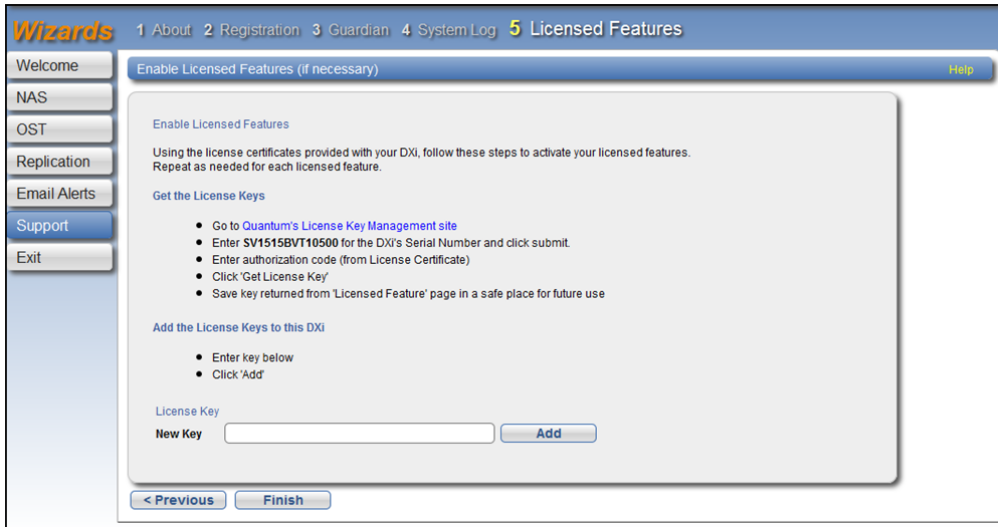 Wizards
1 About 2 Registration 3 Guardian 4 System Log 5 Licensed Features
Welcome
NAS
OST
Replication
Email Alerts
Support
Exit
Enable Licensed Features (if necessary)
Help
Enable Licensed Features
Using the license certificates provided with your DXi, follow these steps to activate your licensed features.
Repeat as needed for each licensed feature.
Get the License Keys
Go to Quantum's License Key Management site
Enter SV1515BVT10500 for the DXi's Serial Number and click submit.
Enter authorization code (from License Certificate)
Click 'Get License Key'
Save key returned from 'Licensed Feature' page in a safe place for future use
Add the License Keys to this DXi
Enter key below
Click 'Add'
License Key
New Key
Add
< Previous
Finish